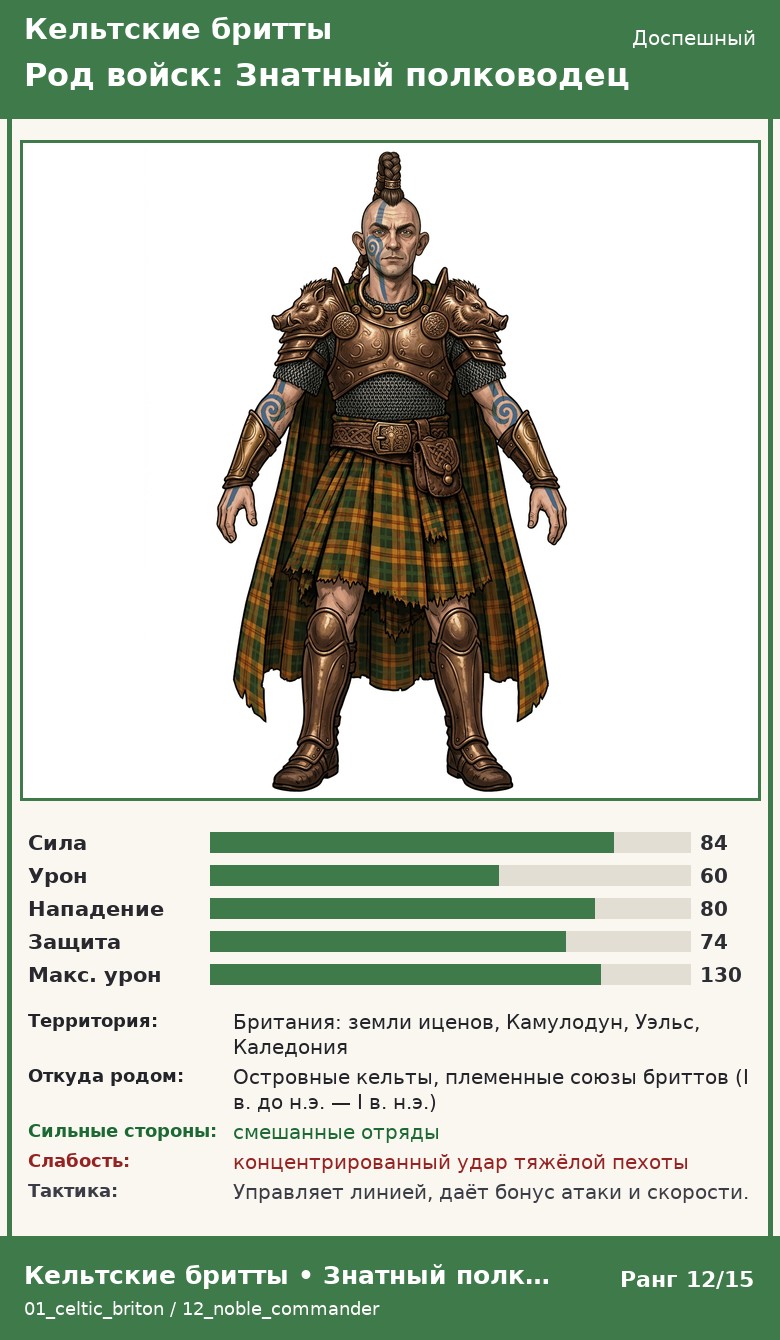 Кельтские бритты
Доспешный
Род войск: Знатный полководец
Сила 84
Урон 60
Нападение 80
Защита 74
Макс. урон 130
Территория: Британия: земли иценов, Камулодун, Уэльс,
Каледония
Откуда родом: Островные кельты, племенные союзы бриттов (I
в. до н.э. — I в. н.э.)
Сильные стороны: смешанные отряды
Слабость: концентрированный удар тяжёлой пехоты
Тактика: Управляет линией, даёт бонус атаки и скорости.
Кельтские бритты • Знатный полк…
Ранг 12/15
01_celtic_briton / 12_noble_commander